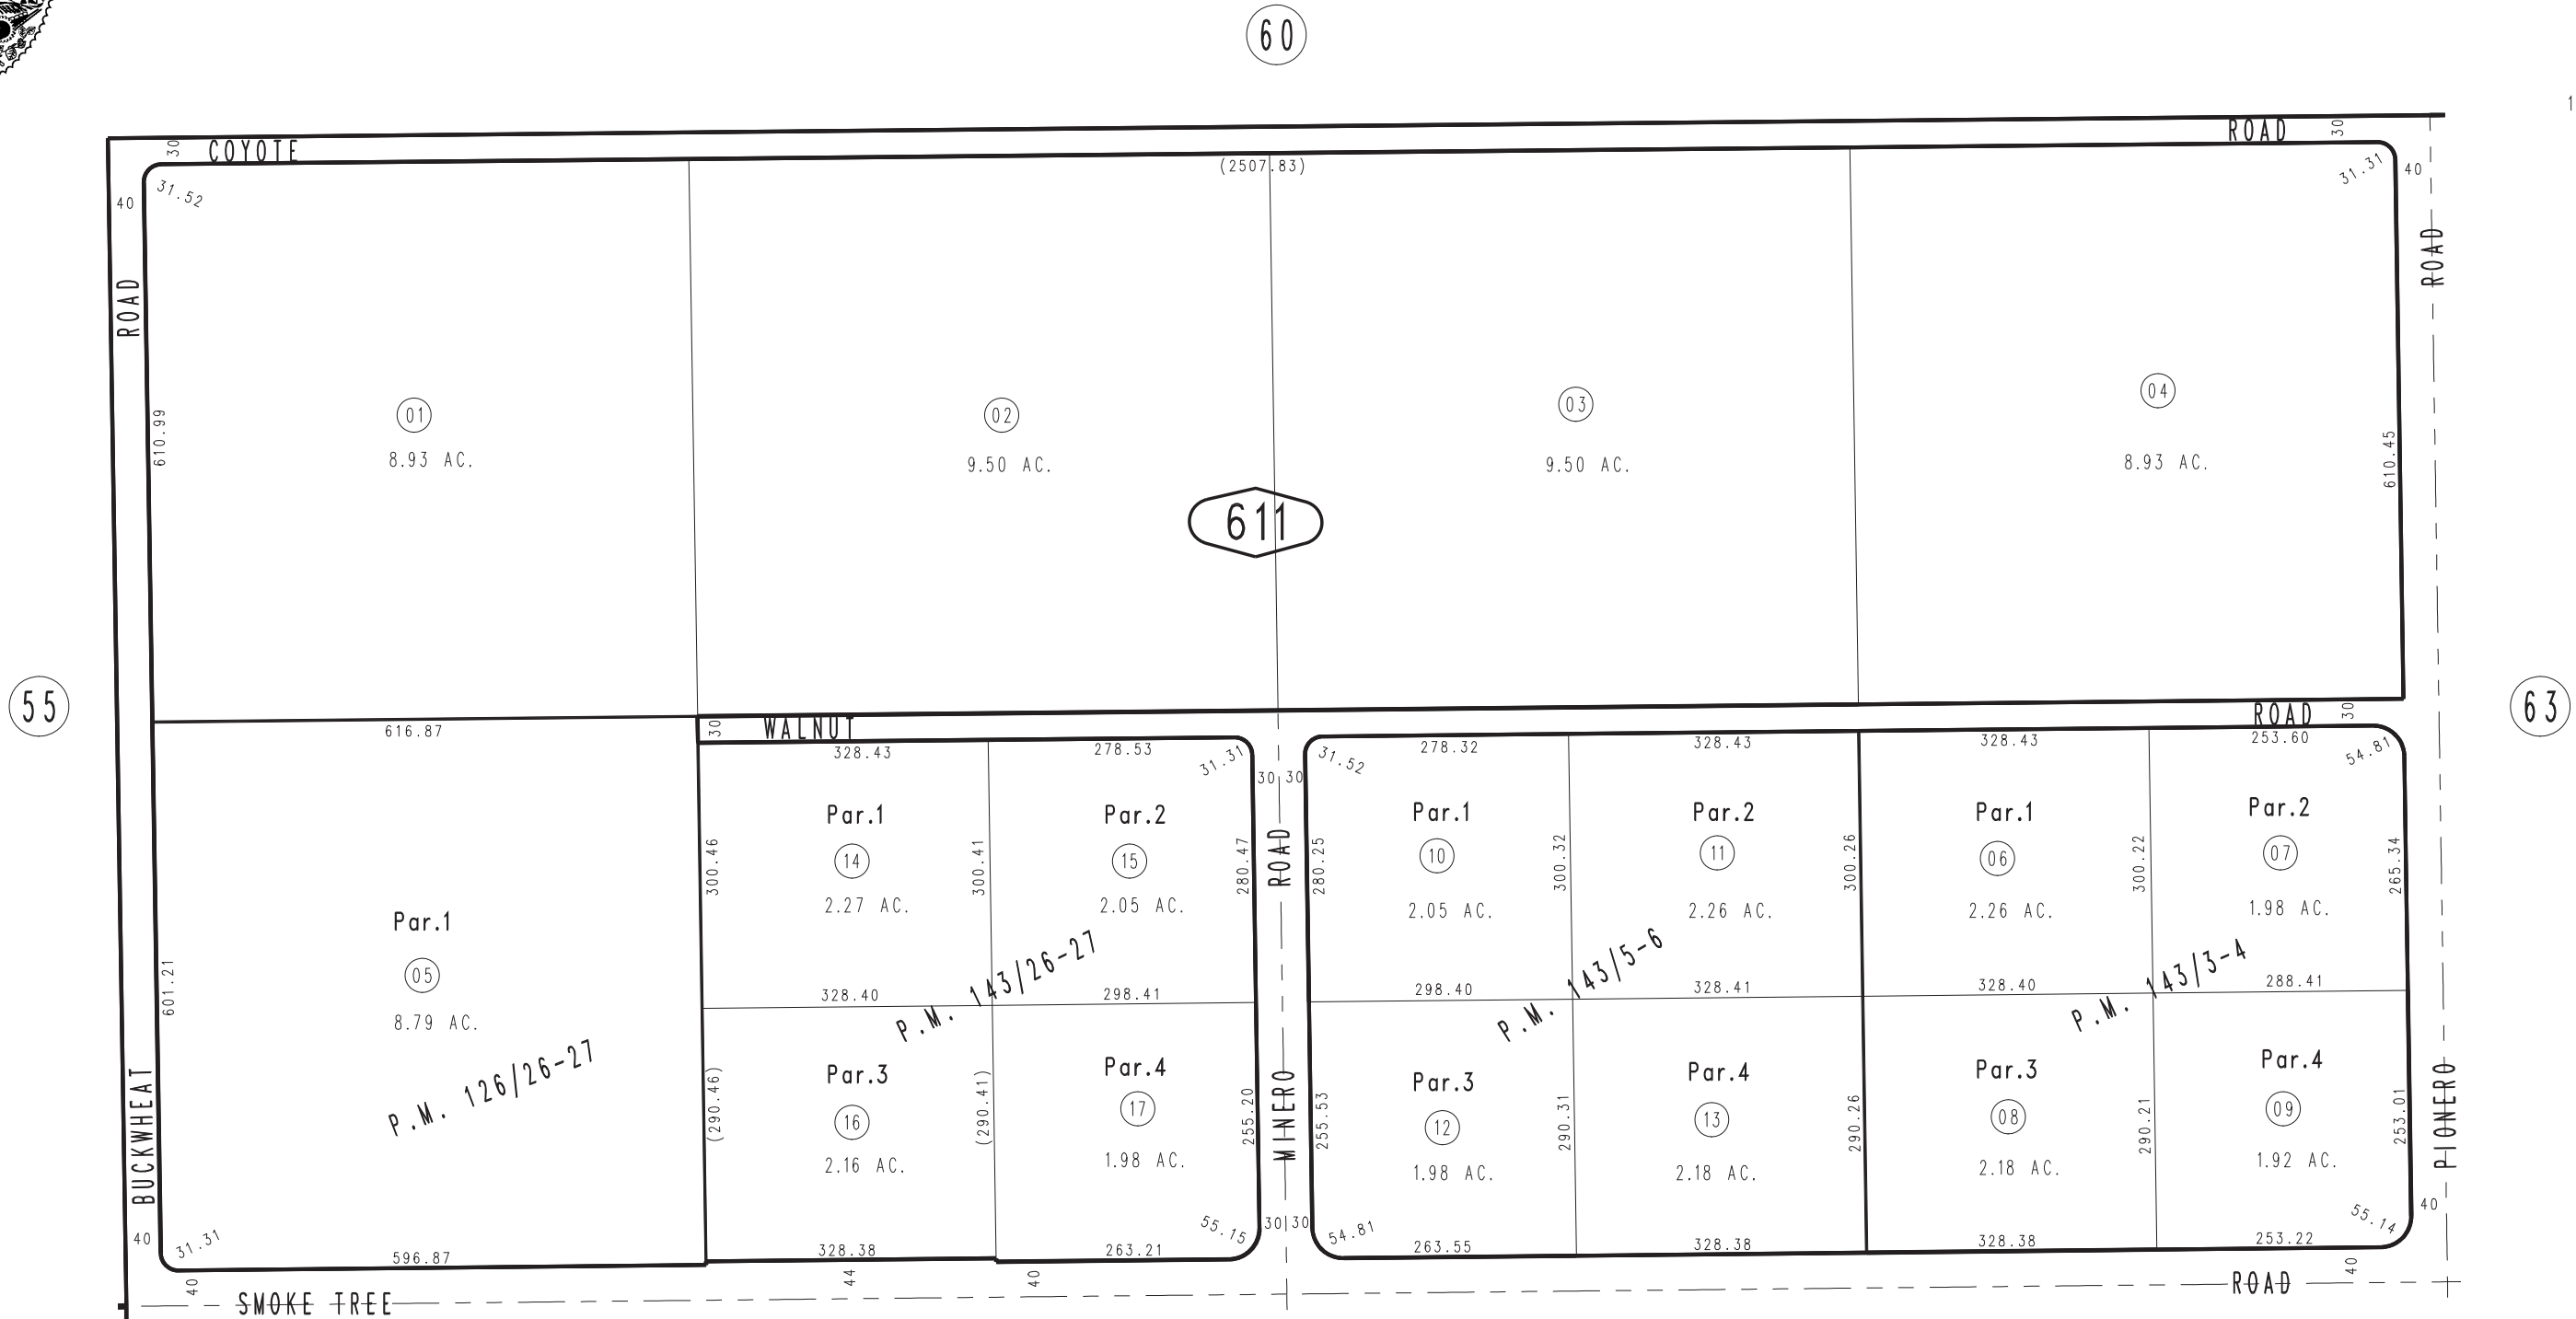 60
1
COYOTE
ROAD
30
30
31.52
(2507.83)
31.31
40
40
ROAD
ROAD
610.99
01
8.93 AC.
02
9.50 AC.
03
9.50 AC.
04
8.93 AC.
610.45
611
55
63
616.87
30
WALNUT
ROAD
30
328.43
278.53
31.31
30 30
31.52
278.32
328.43
328.43
253.60
54.81
Par.1
14
2.27 AC.
300.46
300.41
Par.2
15
2.05 AC.
280.47
ROAD
280.25
Par.1
10
2.05 AC.
300.32
Par.2
11
2.26 AC.
300.26
Par.1
06
2.26 AC.
300.22
Par.2
07
1.98 AC.
265.34
Par.1
05
8.79 AC.
601.21
P.M. 126/26-27
328.40
P.M. 143/26-27
298.41
298.40
P.M. 143/5-6
328.41
328.40
P.M. 143/3-4
288.41
BUCKWHEAT
(290.46)
Par.3
16
2.16 AC.
(290.41)
Par.4
17
1.98 AC.
255.20
MINERO
255.53
Par.3
12
1.98 AC.
290.31
Par.4
13
2.18 AC.
290.26
Par.3
08
2.18 AC.
290.21
Par.4
09
1.92 AC.
253.01
PIONERO
40
31.31
596.87
328.38
263.21
55.15
30 30
54.81
263.55
328.38
328.38
253.22
55.14
40
40
44
40
40
SMOKE TREE
ROAD